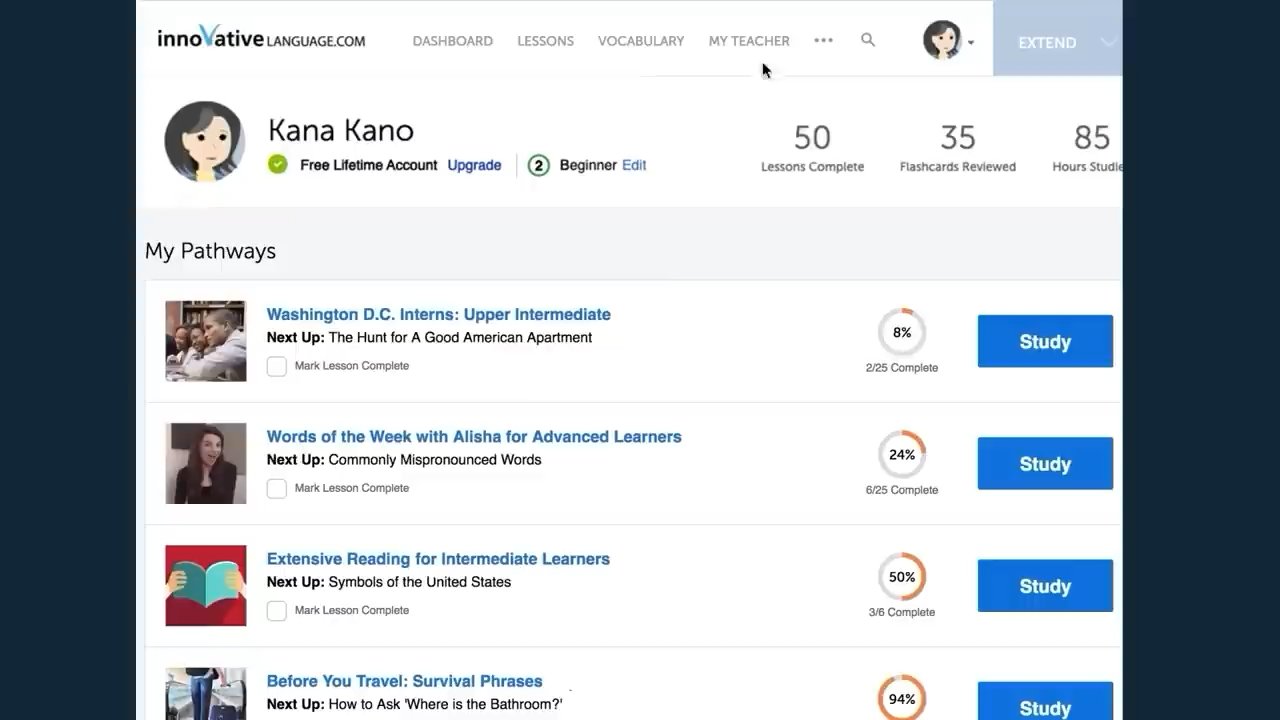 innoVative LANGUAGE.COM DASHBOARD LESSONS VOCABULARY MY TEACHER ••• EXTEND
Kana Kano
Free Lifetime Account Upgrade 2 Beginner Edit
50 35 85
Lessons Complete Flashcards Reviewed Hours Studie
My Pathways
Washington D.C. Interns: Upper Intermediate
Next Up: The Hunt for A Good American Apartment
Mark Lesson Complete
8%
2/25 Complete
Study
Words of the Week with Alisha for Advanced Learners
Next Up: Commonly Mispronounced Words
Mark Lesson Complete
24%
6/25 Complete
Study
Extensive Reading for Intermediate Learners
Next Up: Symbols of the United States
Mark Lesson Complete
50%
3/6 Complete
Study
Before You Travel: Survival Phrases
Next Up: How to Ask 'Where is the Bathroom?'
94%
Study